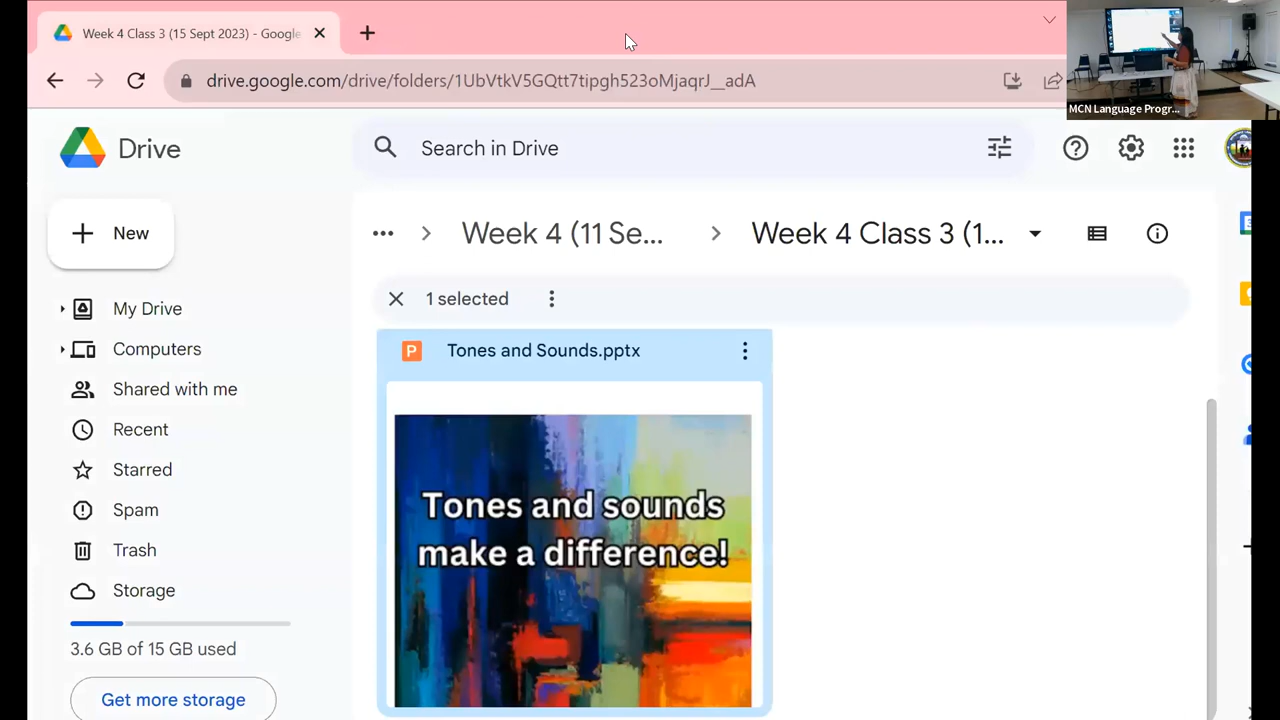 Week 4 Class 3 (15 Sept 2023) - Google
drive.google.com/drive/folders/1UbVtkV5GQtt7tipgh523oMjaqrJ__adA
MCN Language Progr...
Drive
Search in Drive
New
... Week 4 (11 Se... Week 4 Class 3 (1...
1 selected
My Drive
Computers
Shared with me
Recent
Starred
Spam
Trash
Storage
3.6 GB of 15 GB used
Get more storage
P Tones and Sounds.pptx
Tones and sounds
make a difference!